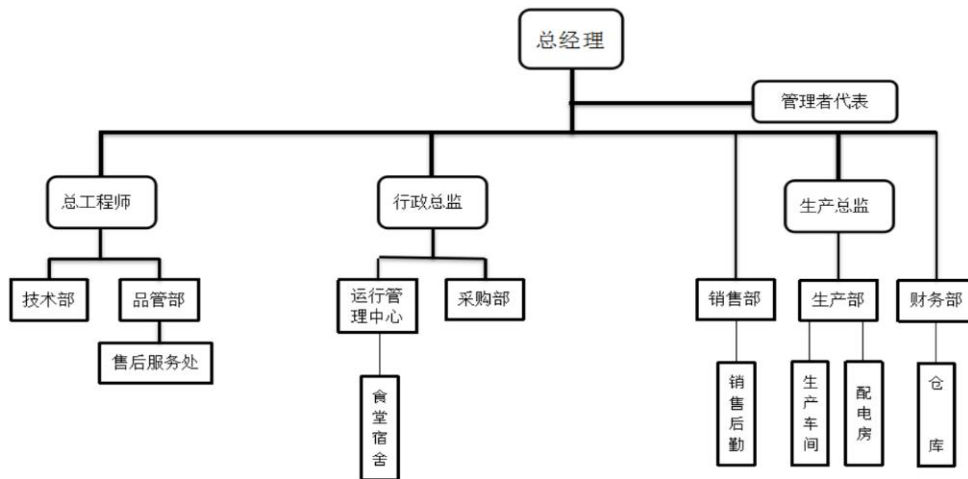 总经理
管理者代表
总工程师
行政总监
生产总监
技术部
品管部
运行管
理中心
采购部
销售部
生产部
财务部
售后服务处
食堂宿舍
销售后勤
生产车间
配电房
仓库